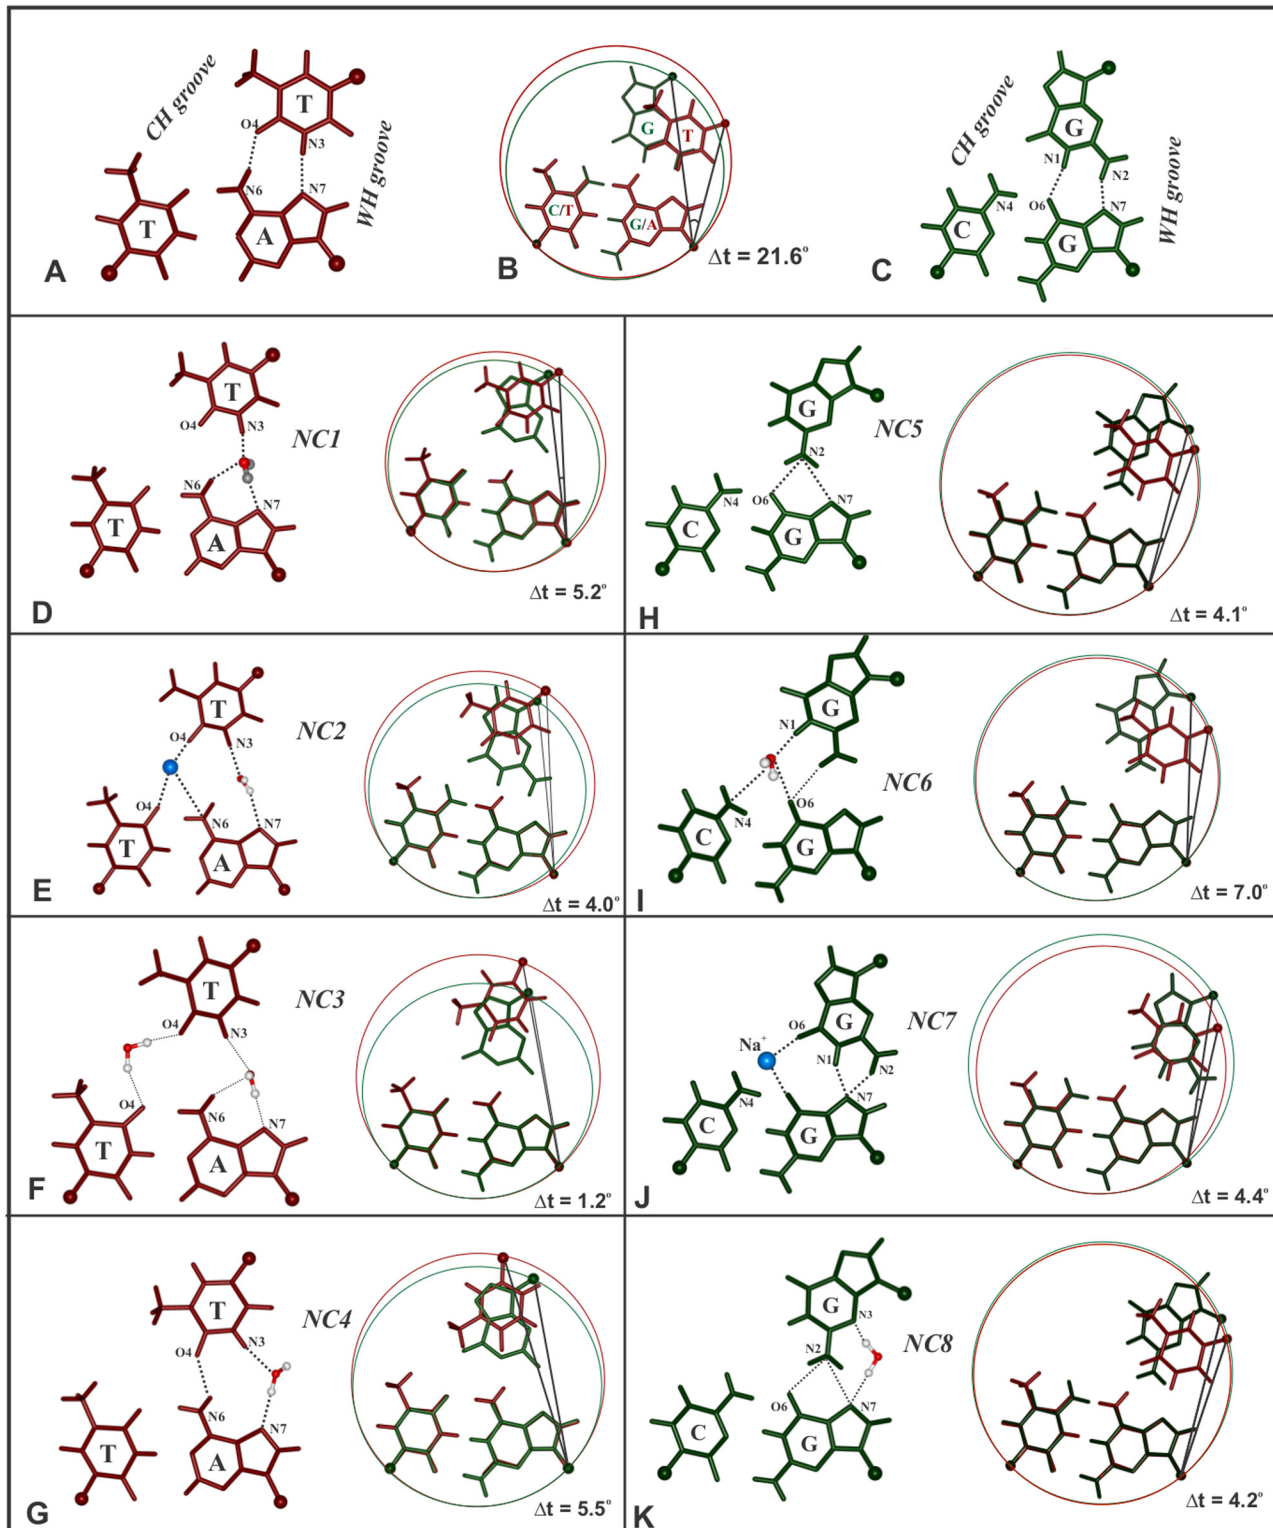 CH groove
T
O4
N3
WH groove
N6
N7
T
A
A
G
T
C/T
G/A
B
Δt = 21.6°
CH groove
G
N1
N2
WH groove
N4
O6
N7
C
G
C
T
O4
N3
NC1
N6
N7
T
A
D
Δt = 5.2°
G
NC5
N2
N4
O6
N7
C
G
H
Δt = 4.1°
T
NC2
O4
N3
O4
N6
N7
T
A
E
Δt = 4.0°
G
N1
NC6
O6
N4
C
G
I
Δt = 7.0°
T
NC3
O4
N3
O4
N6
N7
T
A
F
Δt = 1.2°
NC7
O6
G
Na⁺
N1
N2
N4
N7
C
G
J
Δt = 4.4°
T
NC4
O4
N3
N6
N7
T
A
G
Δt = 5.5°
G
N3
NC8
N2
O6
N7
C
G
K
Δt = 4.2°